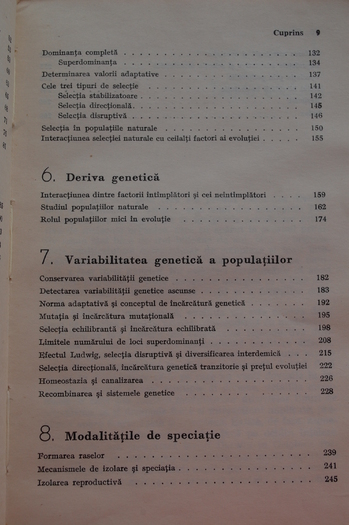 Cuprins 9
Dominanța completă . . . . . . . . . . . . . 132
Superdominanța . . . . . . . . . . . . . 134
Determinarea valorii adaptative . . . . . . . . . . 137
Cele trei tipuri de selecție . . . . . . . . . . . 141
Selecția stabilizatoare . . . . . . . . . . . 142
Selecția direcțională . . . . . . . . . . . . 145
Selecția disruptivă . . . . . . . . . . . . 146
Selecția în populațiile naturale . . . . . . . . . . 150
Interacțiunea selecției naturale cu ceilalți factori ai evoluției . . . 155
6. Deriva genetică
Interacțiunea dintre factorii întîmplători și cei neîntîmplători . . . 159
Studiul populațiilor naturale . . . . . . . . . . 162
Rolul populațiilor mici în evoluție . . . . . . . . . 174
7. Variabilitatea genetică a populațiilor
Conservarea variabilității genetice . . . . . . . . . 182
Detectarea variabilității genetice ascunse . . . . . . . 183
Norma adaptativă și conceptul de încărcătură genetică . . . . 192
Mutația și încărcătura mutațională . . . . . . . . 195
Selecția echilibrantă și încărcătura echilibrată . . . . . . 198
Limitele numărului de loci superdominanți . . . . . . . 208
Efectul Ludwig, selecția disruptivă și diversificarea interdemică . . . 215
Selecția direcțională, încărcătura genetică tranzitorie și prețul evoluției 222
Homeostazia și canalizarea . . . . . . . . . . 226
Recombinarea și sistemele genetice . . . . . . . . 228
8. Modalitățile de speciație
Formarea raselor . . . . . . . . . . . . . 239
Mecanismele de izolare și speciația . . . . . . . . . 241
Izolarea reproductivă . . . . . . . . . . . . 245